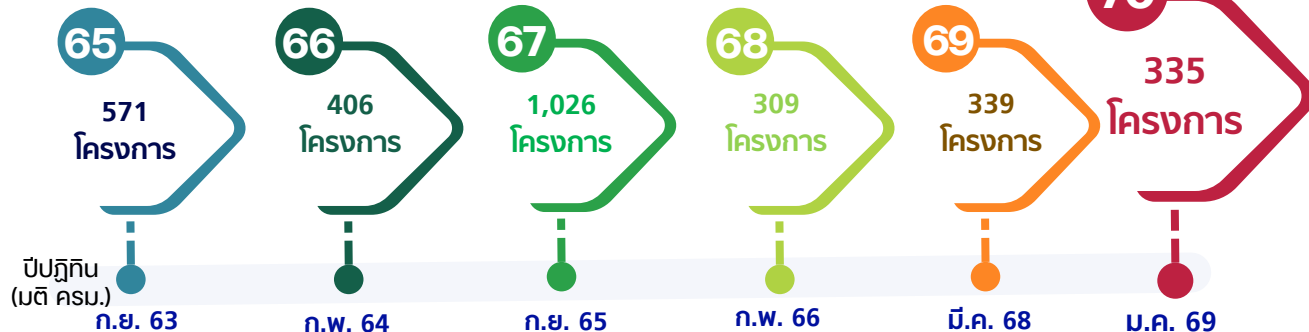 65
571
โครงการ
66
406
โครงการ
67
1,026
โครงการ
68
309
โครงการ
69
339
โครงการ
70
335
โครงการ
ปีปฏิทิน
(มติ ครม.)
ก.ย. 63
ก.พ. 64
ก.ย. 65
ก.พ. 66
มี.ค. 68
ม.ค. 69